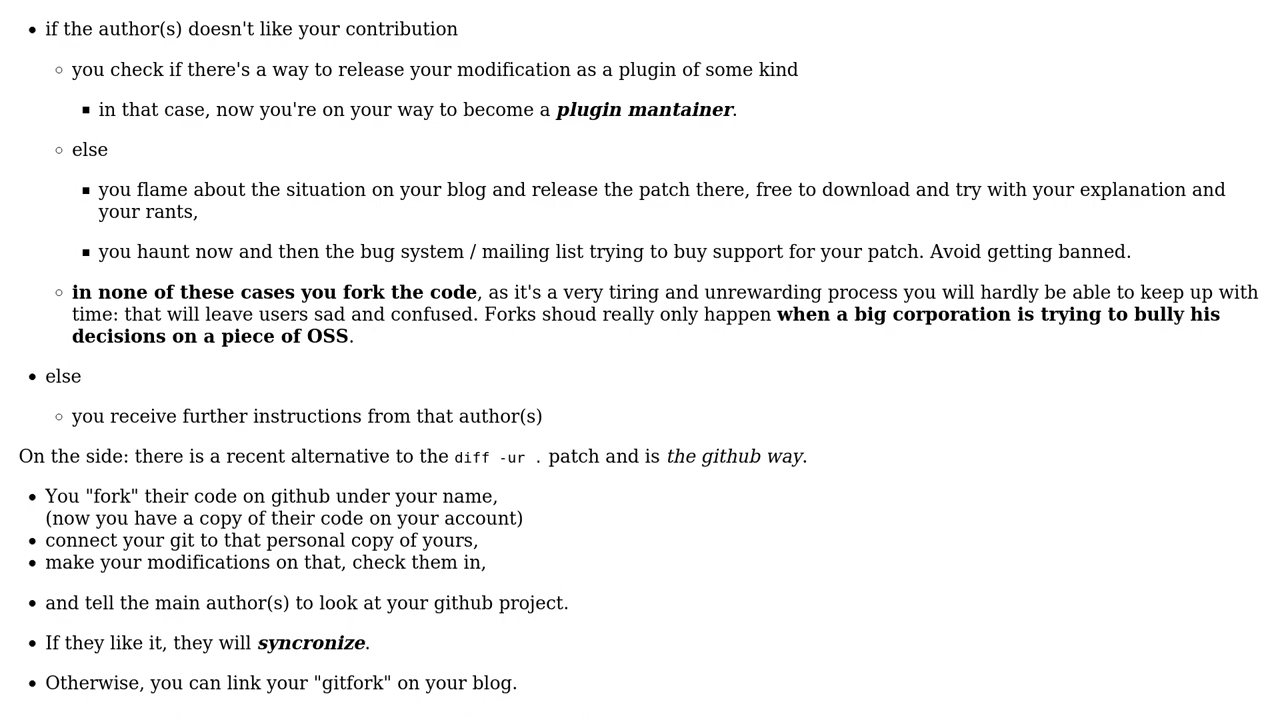 if the author(s) doesn't like your contribution
you check if there's a way to release your modification as a plugin of some kind
in that case, now you're on your way to become a plugin mantainer.
else
you flame about the situation on your blog and release the patch there, free to download and try with your explanation and
your rants,
you haunt now and then the bug system / mailing list trying to buy support for your patch. Avoid getting banned.
in none of these cases you fork the code, as it's a very tiring and unrewarding process you will hardly be able to keep up with
time: that will leave users sad and confused. Forks shoud really only happen when a big corporation is trying to bully his
decisions on a piece of OSS.
else
you receive further instructions from that author(s)
On the side: there is a recent alternative to the diff -ur . patch and is the github way.
You "fork" their code on github under your name,
(now you have a copy of their code on your account)
connect your git to that personal copy of yours,
make your modifications on that, check them in,
and tell the main author(s) to look at your github project.
If they like it, they will syncronize.
Otherwise, you can link your "gitfork" on your blog.